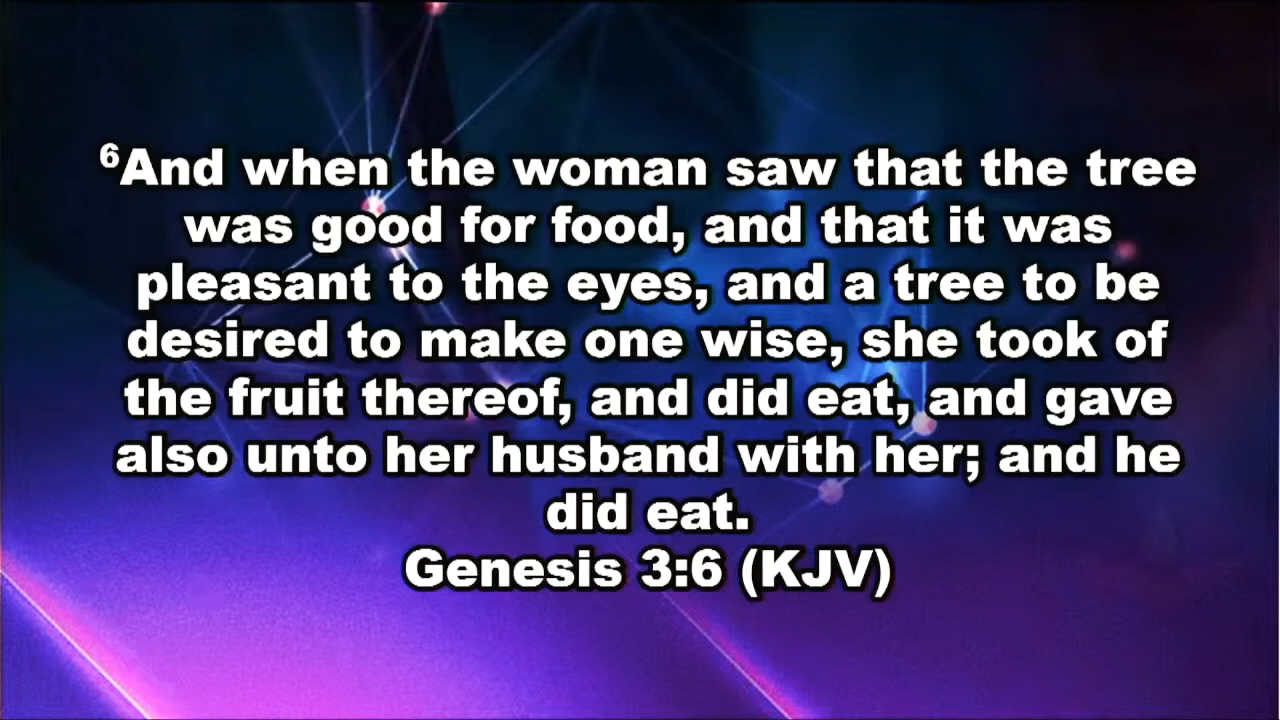 ⁶And when the woman saw that the tree
was good for food, and that it was
pleasant to the eyes, and a tree to be
desired to make one wise, she took of
the fruit thereof, and did eat, and gave
also unto her husband with her; and he
did eat.
Genesis 3:6 (KJV)